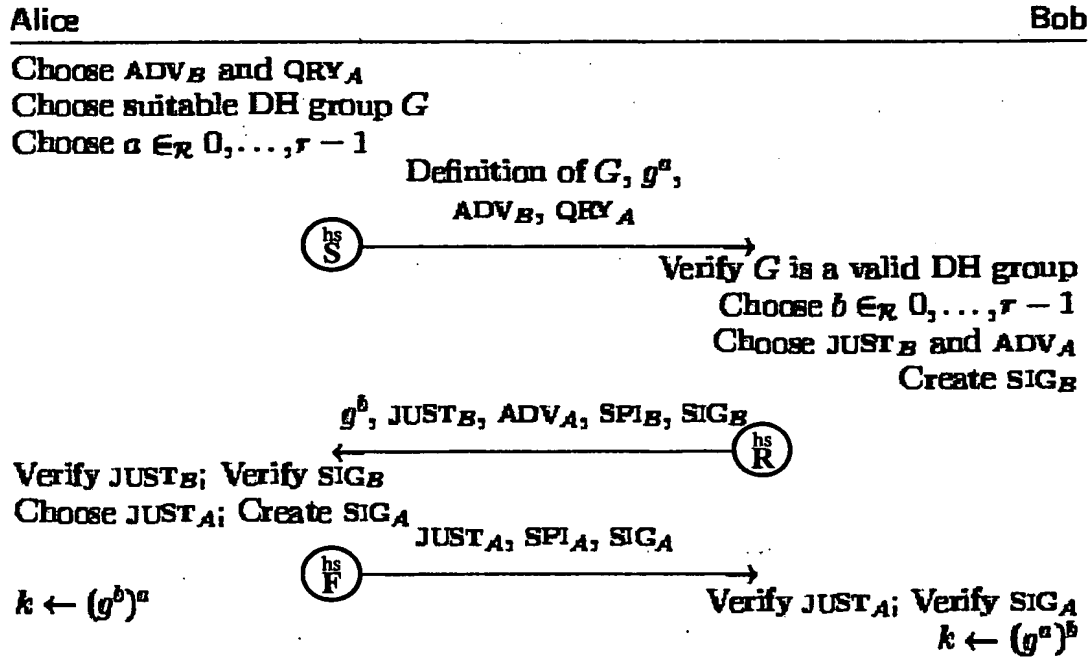 Alice Bob
Choose ADV_B and QRY_A
Choose suitable DH group G
Choose a ∈_R 0, . . . , r − 1
Definition of G, g^a,
ADV_B, QRY_A
hs
S
Verify G is a valid DH group
Choose b ∈_R 0, . . . , r − 1
Choose JUST_B and ADV_A
Create SIG_B
g^b, JUST_B, ADV_A, SPI_B, SIG_B
hs
R
Verify JUST_B; Verify SIG_B
Choose JUST_A; Create SIG_A
JUST_A, SPI_A, SIG_A
hs
F
Verify JUST_A; Verify SIG_A
k ← (g^b)^a
k ← (g^a)^b